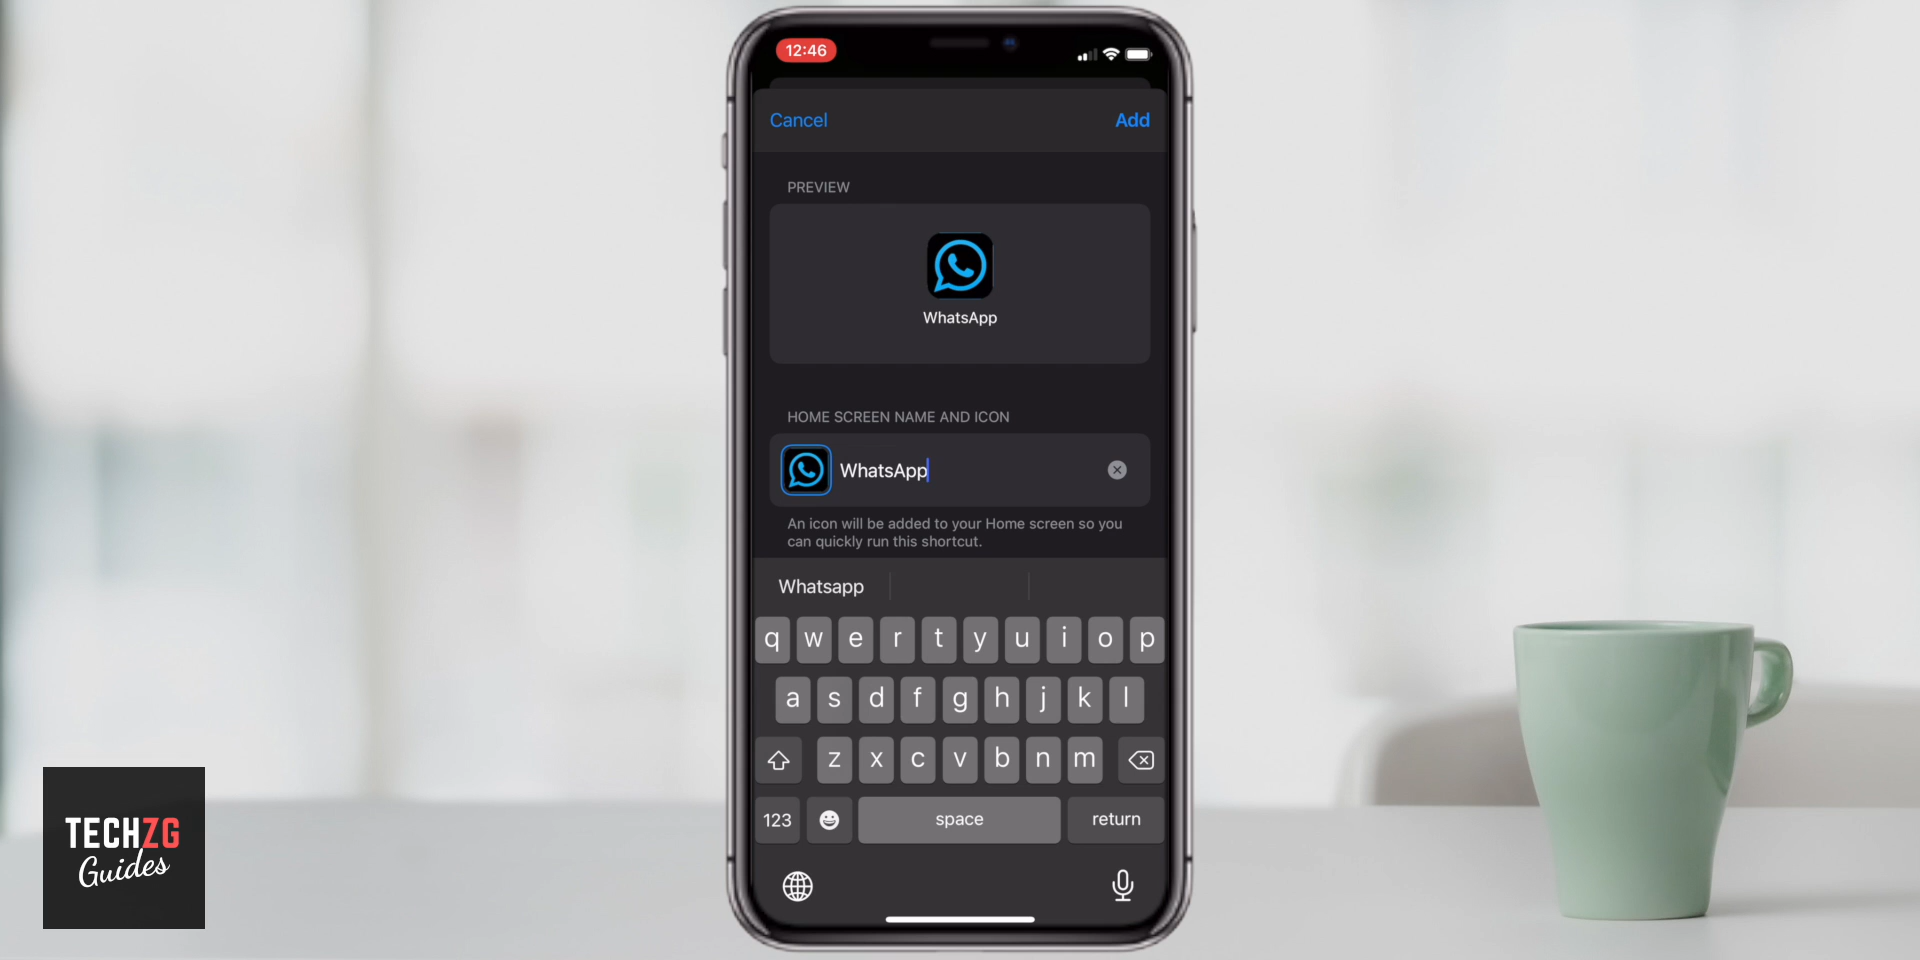 12:46
Cancel
Add
PREVIEW
WhatsApp
HOME SCREEN NAME AND ICON
WhatsApp
An icon will be added to your Home screen so you
can quickly run this shortcut.
Whatsapp
q w e r t y u i o p
a s d f g h j k l
z x c v b n m
123 space return
TECHZG
Guides